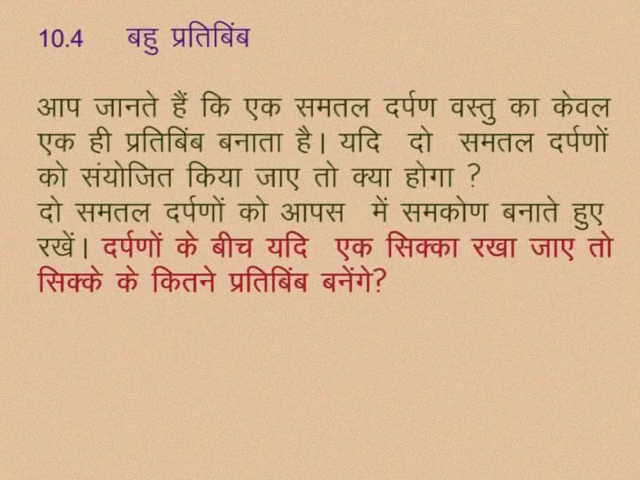 10.4 बहु प्रतिबिंब
आप जानते हैं कि एक समतल दर्पण वस्तु का केवल
एक ही प्रतिबिंब बनाता है। यदि दो समतल दर्पणों
को संयोजित किया जाए तो क्या होगा ?
दो समतल दर्पणों को आपस में समकोण बनाते हुए
रखें। दर्पणों के बीच यदि एक सिक्का रखा जाए तो
सिक्के के कितने प्रतिबिंब बनेंगे?